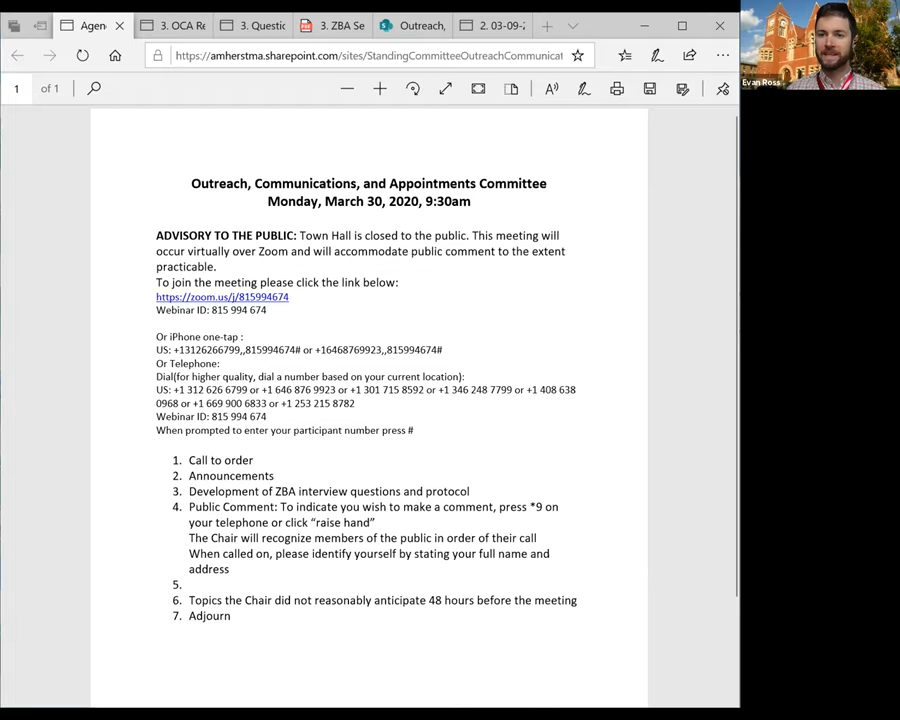 Agen
3. OCA Re
3. Questic
3. ZBA Se
Outreach,
2. 03-09-2
https://amherstma.sharepoint.com/sites/StandingCommitteeOutreachCommunicat
1 of 1
Evan Ross
Outreach, Communications, and Appointments Committee
Monday, March 30, 2020, 9:30am
ADVISORY TO THE PUBLIC: Town Hall is closed to the public. This meeting will
occur virtually over Zoom and will accommodate public comment to the extent
practicable.
To join the meeting please click the link below:
https://zoom.us/j/815994674
Webinar ID: 815 994 674
Or iPhone one-tap :
US: +13126266799,,815994674# or +16468769923,,815994674#
Or Telephone:
Dial(for higher quality, dial a number based on your current location):
US: +1 312 626 6799 or +1 646 876 9923 or +1 301 715 8592 or +1 346 248 7799 or +1 408 638
0968 or +1 669 900 6833 or +1 253 215 8782
Webinar ID: 815 994 674
When prompted to enter your participant number press #
1. Call to order
2. Announcements
3. Development of ZBA interview questions and protocol
4. Public Comment: To indicate you wish to make a comment, press *9 on
your telephone or click “raise hand”
The Chair will recognize members of the public in order of their call
When called on, please identify yourself by stating your full name and
address
5.
6. Topics the Chair did not reasonably anticipate 48 hours before the meeting
7. Adjourn